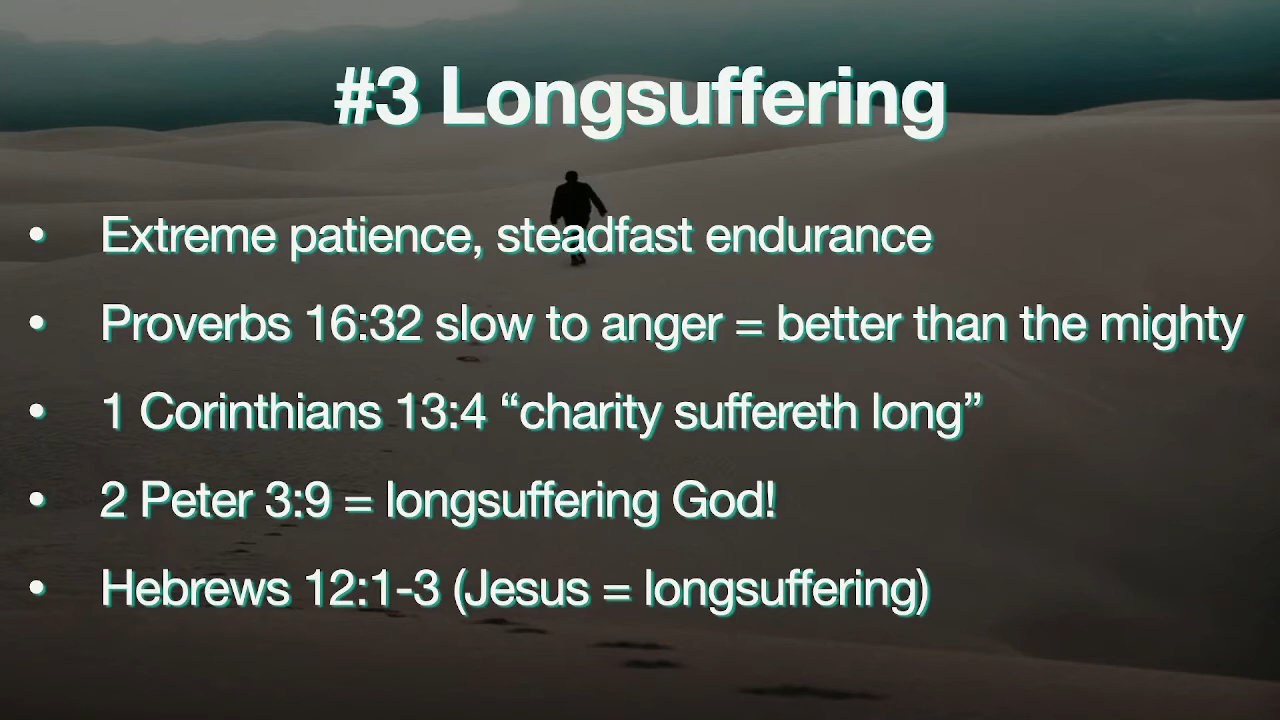 #3 Longsuffering
• Extreme patience, steadfast endurance
• Proverbs 16:32 slow to anger = better than the mighty
• 1 Corinthians 13:4 “charity suffereth long”
• 2 Peter 3:9 = longsuffering God!
• Hebrews 12:1-3 (Jesus = longsuffering)